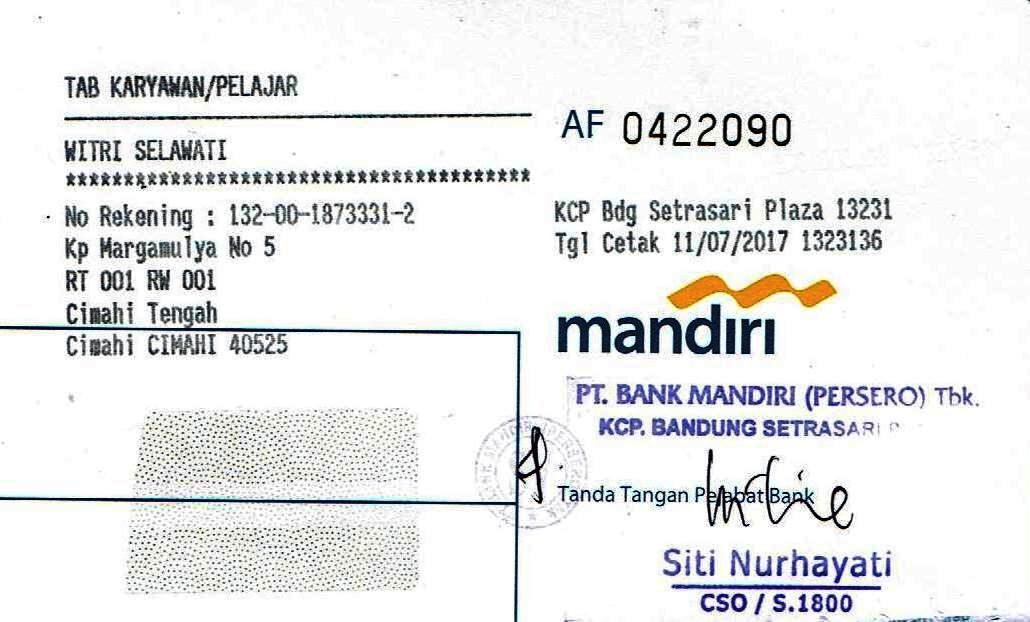 TAB KARYAWAN/PELAJAR
WITRI SELAWATI
*****************************************
No Rekening : 132-00-1873331-2
Kp Margamulya No 5
RT 001 RW 001
Cimahi Tengah
Cimahi CIMAHI 40525
AF 0422090
KCP Bdg Setrasari Plaza 13231
Tgl Cetak 11/07/2017 1323136
mandiri
PT. BANK MANDIRI (PERSERO) Tbk.
KCP. BANDUNG SETRASARI
Tanda Tangan Pejabat Bank
Siti Nurhayati
CSO / S.1800